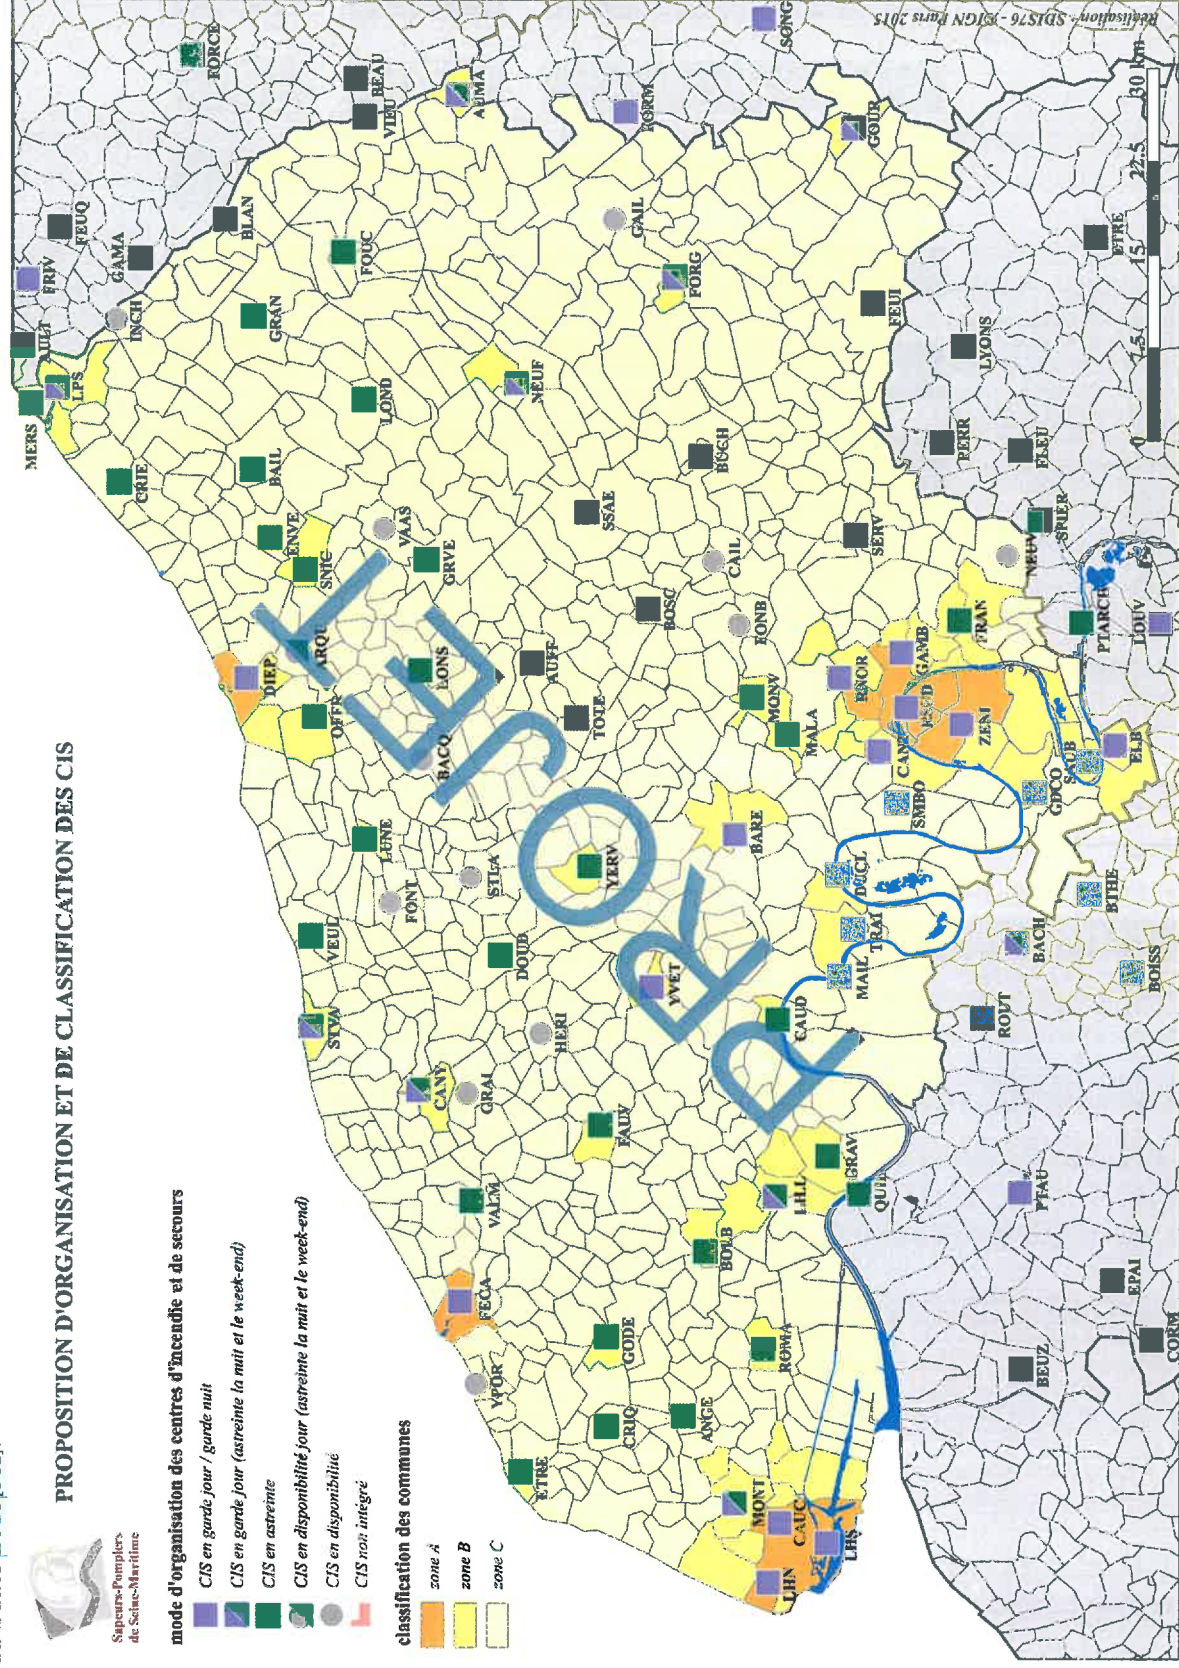 PROPOSITION D'ORGANISATION ET DE CLASSIFICATION DES CIS
Sapeurs-Pompiers
de Seine-Maritime
mode d'organisation des centres d'incendie et de secours
CIS en garde jour / garde nuit
CIS en garde jour (astreinte la nuit et le week-end)
CIS en astreinte
CIS en disponibilité jour (astreinte la nuit et le week-end)
CIS en disponibilité
CIS non intégré
classification des communes
zone A
zone B
zone C
PROJET
MERS
AULT
FRIV
FEUQ
LPS
GAMA
INCH
BLAN
FORCE
BEAU
VIEU
AUMA
CRIE
BAIL
GRAN
FOUC
LOND
ENVE
SNIC
VAAS
GRVE
NEUF
DIEP
ARQU
OFFR
LONS
BACQ
AUFF
TOTE
SSAE
BUCH
BOSC
CAIL
FONB
SERV
FORG
GAIL
FORM
SONG
GOUR
FEUI
LYONS
ETRE
PERR
FLEU
SPIER
NEUV
PTARCH
LOUV
FRAN
GAMB
RNOR
ZENI
CANT
MONV
MALA
BARE
SMBO
GDCO
SAUB
ELB
DUCL
TRAI
MAIL
BTHE
BACH
BOISS
ROUT
LUNE
FONT
STLA
VEUL
DOUB
YERV
YVET
STVA
CANY
GRAI
HERI
CAUD
FAUV
VALM
GRAV
LHL
BOLB
FECA
YPOR
GODE
ROMA
CRIQ
ANGE
ETRE
MONT
CAUC
LHS
LHN
PTAU
EPAI
BEUZ
CORM
0 7.5 15 22.5 30 km
Réalisation - SDIS76 - ©IGN Paris 2015